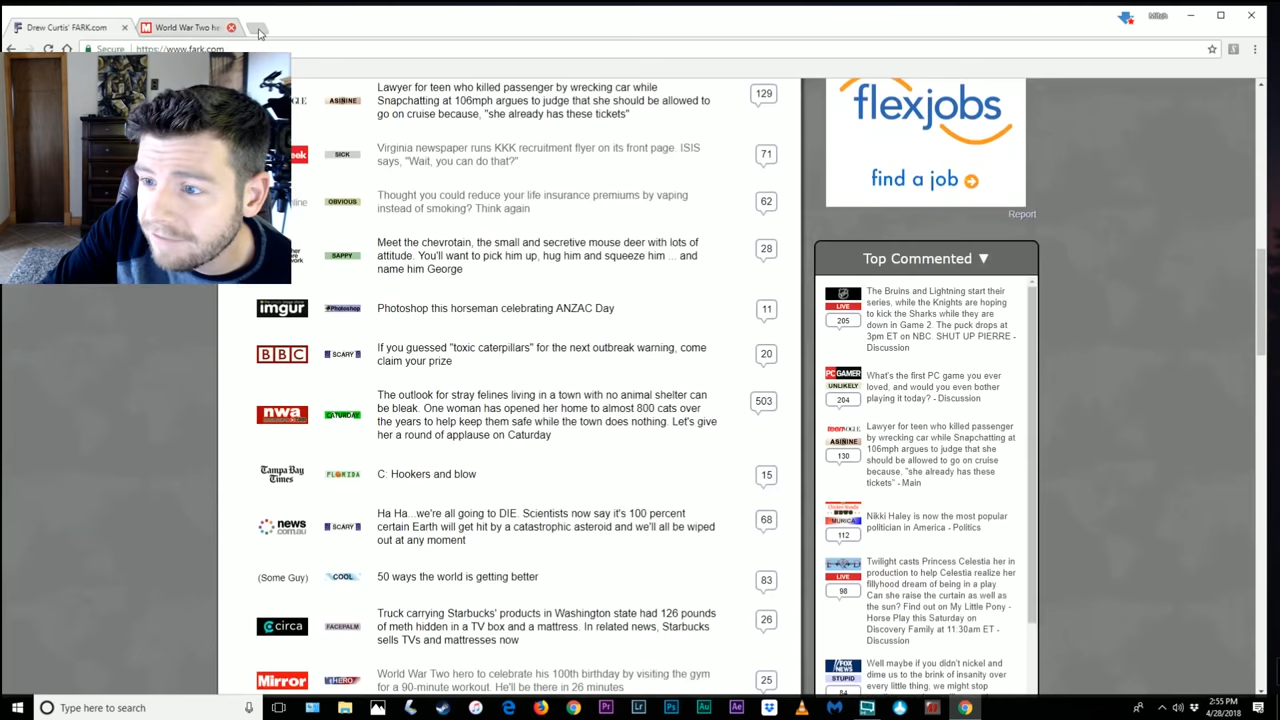 Drew Curtis' FARK.com
World War Two he
Mitch
Secure
https://www.fark.com
Lawyer for teen who killed passenger by wrecking car while
Snapchatting at 106mph argues to judge that she should be allowed to
go on cruise because, "she already has these tickets"
ASININE
129
Virginia newspaper runs KKK recruitment flyer on its front page. ISIS
says, "Wait, you can do that?"
SICK
71
Thought you could reduce your life insurance premiums by vaping
instead of smoking? Think again
OBVIOUS
62
Meet the chevrotain, the small and secretive mouse deer with lots of
attitude. You'll want to pick him up, hug him and squeeze him ... and
name him George
SAPPY
28
imgur
Photoshop
Photoshop this horseman celebrating ANZAC Day
11
BBC
SCARY
If you guessed "toxic caterpillars" for the next outbreak warning, come
claim your prize
20
nwa
CATURDAY
The outlook for stray felines living in a town with no animal shelter can
be bleak. One woman has opened her home to almost 800 cats over
the years to help keep them safe while the town does nothing. Let's give
her a round of applause on Caturday
503
Tampa Bay
Times
FLORIDA
C: Hookers and blow
15
news
com.au
SCARY
Ha Ha...we're all going to DIE. Scientists now say it's 100 percent
certain Earth will get hit by a catastrophic asteroid and we'll all be wiped
out at any moment
68
(Some Guy)
COOL
50 ways the world is getting better
83
circa
FACEPALM
Truck carrying Starbucks' products in Washington state had 126 pounds
of meth hidden in a TV box and a mattress. In related news, Starbucks
sells TVs and mattresses now
26
Mirror
HERO
World War Two hero to celebrate his 100th birthday by visiting the gym
for a 90-minute workout. He'll be there in 26 minutes
25
flexjobs
find a job
Report
Top Commented ▼
LIVE
205
The Bruins and Lightning start their
series, while the Knights are hoping
to kick the Sharks while they are
down in Game 2. The puck drops at
3pm ET on NBC. SHUT UP PIERRE -
Discussion
PC GAMER
UNLIKELY
204
What's the first PC game you ever
loved, and would you even bother
playing it today? - Discussion
teenVOGUE
ASININE
130
Lawyer for teen who killed passenger
by wrecking car while Snapchatting at
106mph argues to judge that she
should be allowed to go on cruise
because, "she already has these
tickets" - Main
MURICA
112
Nikki Haley is now the most popular
politician in America - Politics
LIVE
98
Twilight casts Princess Celestia her in
production to help Celestia realize her
fillyhood dream of being in a play.
Can she raise the curtain as well as
the sun? Find out on My Little Pony -
Horse Play this Saturday on
Discovery Family at 11:30am ET -
Discussion
FOX
NEWS
STUPID
84
Well maybe if you didn't nickel and
dime us to the brink of insanity over
every little thing, we might stop
Type here to search
2:55 PM
4/28/2018